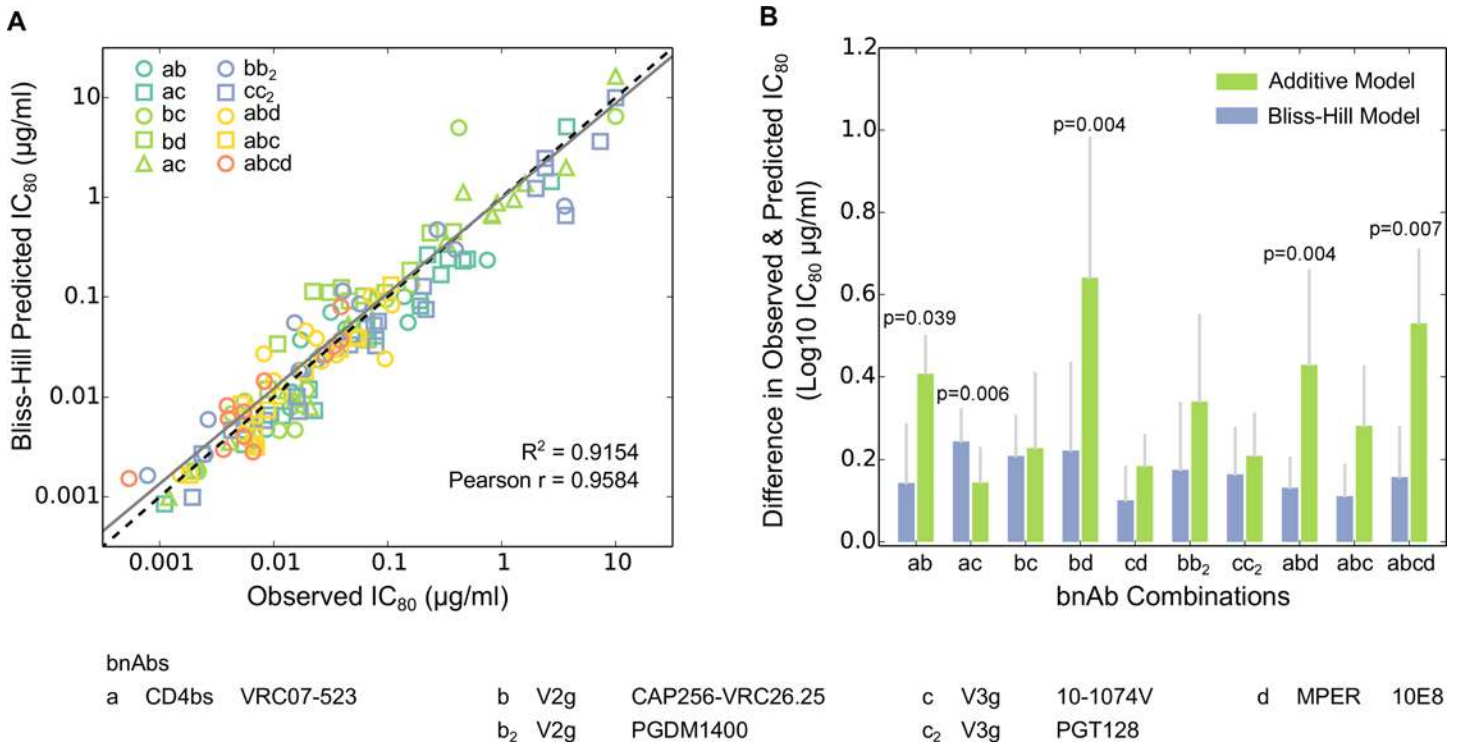 A
Bliss-Hill Predicted IC80 (µg/ml)
10
1
0.1
0.01
0.001
ab
ac
bc
bd
ac
bb2
cc2
abd
abc
abcd
R2 = 0.9154
Pearson r = 0.9584
0.001 0.01 0.1 1 10
Observed IC80 (µg/ml)
B
Difference in Observed & Predicted IC80
(Log10 IC80 µg/ml)
1.2
1.0
0.8
0.6
0.4
0.2
0.0
Additive Model
Bliss-Hill Model
p=0.039
p=0.006
p=0.004
p=0.004
p=0.007
ab ac bc bd cd bb2 cc2 abd abc abcd
bnAb Combinations
bnAbs
a CD4bs VRC07-523 b V2g CAP256-VRC26.25 c V3g 10-1074V d MPER 10E8
b2 V2g PGDM1400 c2 V3g PGT128